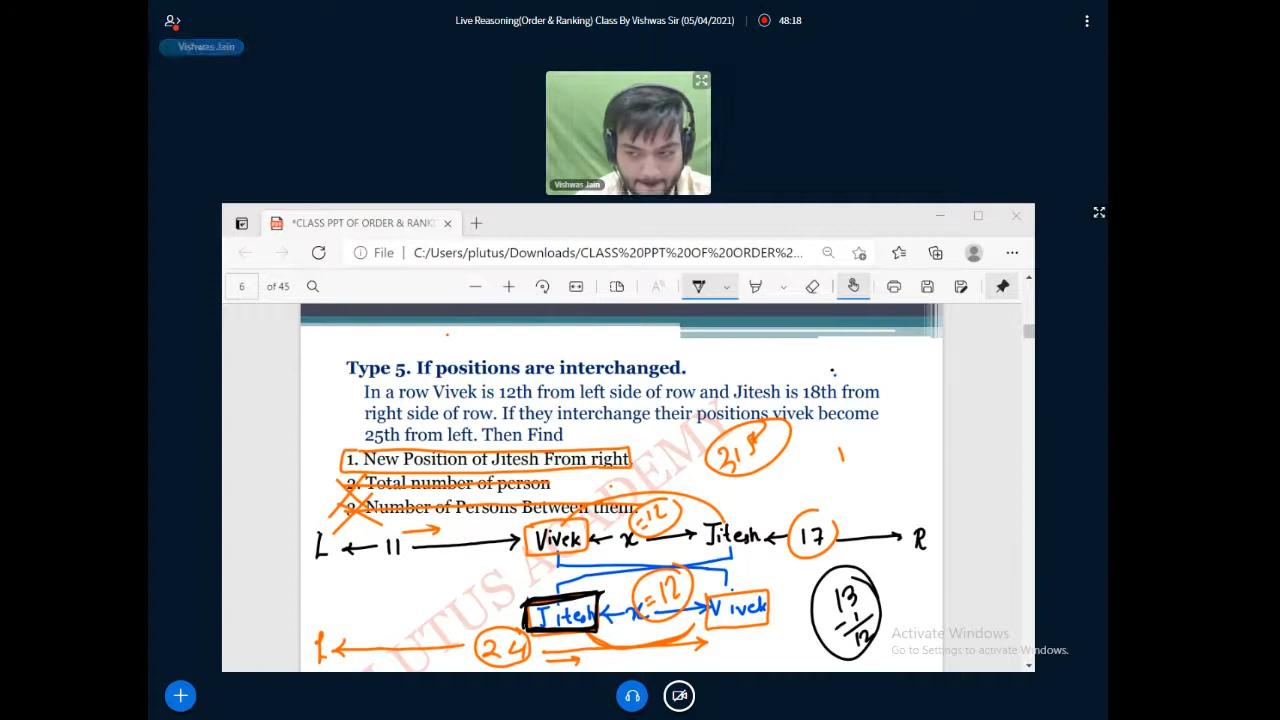 Live Reasoning(Order & Ranking) Class By Vishwas Sir (05/04/2021) 48:18
Vishwas Jain
Vishwas Jain
*CLASS PPT OF ORDER & RANK
File C:/Users/plutus/Downloads/CLASS%20PPT%20OF%20ORDER%2...
6 of 45
Type 5. If positions are interchanged.
In a row Vivek is 12th from left side of row and Jitesh is 18th from
right side of row. If they interchange their positions vivek become
25th from left. Then Find
1. New Position of Jitesh From right
31st
2. Total number of person
3. Number of Persons Between them.
L 11 Vivek x =12 Jitesh 17 R
Jitesh x =12 Vivek
13
-1
12
L 24
LUTUS ACADEMY
Activate Windows
Go to Settings to activate Windows.